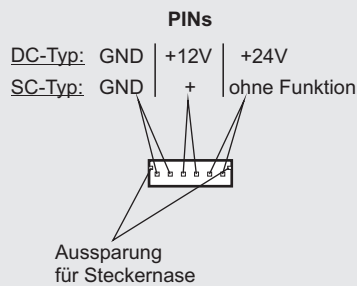 PINs
DC-Typ: GND +12V +24V
SC-Typ: GND + ohne Funktion
Aussparung
für Steckernase